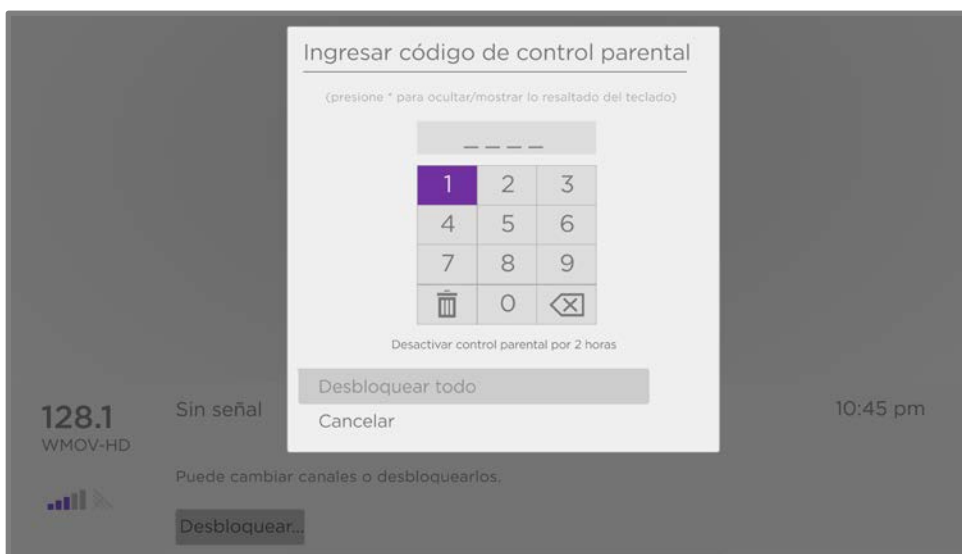 Ingresar código de control parental
(presione * para ocultar/mostrar lo resaltado del teclado)
_ _ _ _
1 2 3
4 5 6
7 8 9
0
Desactivar control parental por 2 horas
Desbloquear todo
Cancelar
128.1
WMOV-HD
Sin señal
10:45 pm
Puede cambiar canales o desbloquearlos.
Desbloquear...